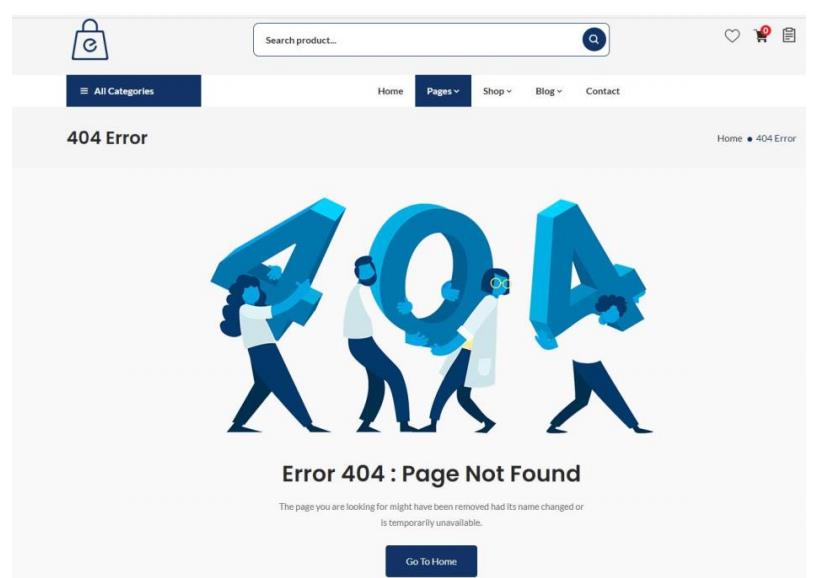 e
Search product...
0
All Categories
Home Pages Shop Blog Contact
404 Error
Home • 404 Error
404
Error 404 : Page Not Found
The page you are looking for might have been removed had its name changed or
is temporarily unavailable.
Go To Home